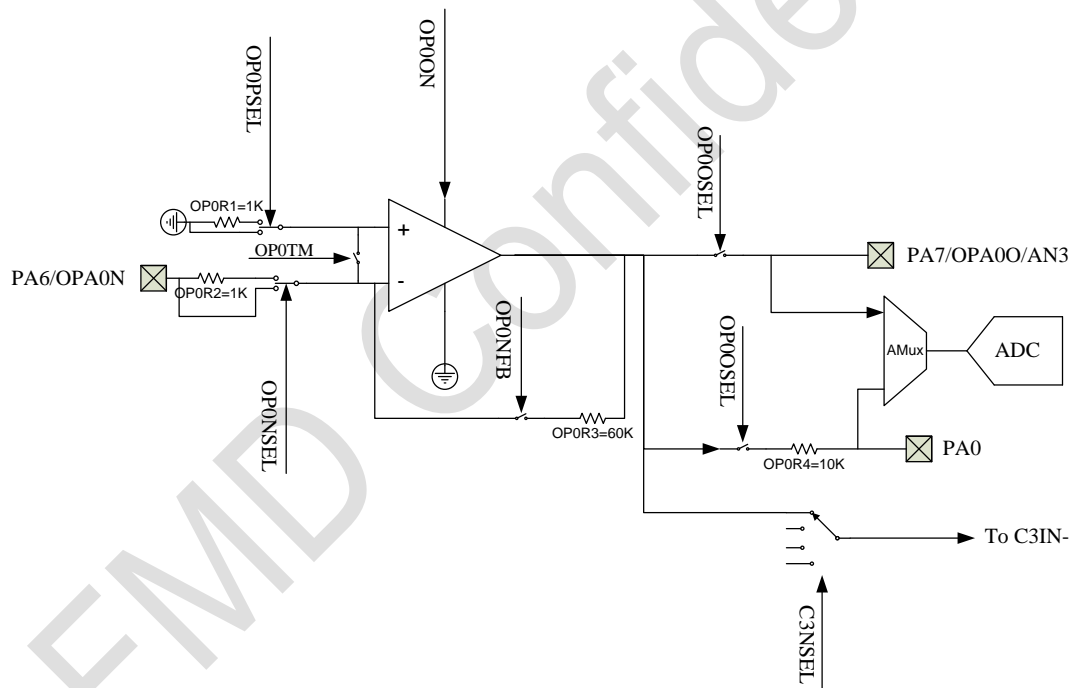 FMD Confide
OP0PSEL
OP0ON
OP0OSEL
OP0R1=1K
+
OP0TM
PA7/OPA0O/AN3
PA6/OPA0N
OP0R2=1K
-
OP0NSEL
OP0NFB
OP0OSEL
AMux
ADC
OP0R3=60K
OP0R4=10K
PA0
To C3IN-
C3NSEL